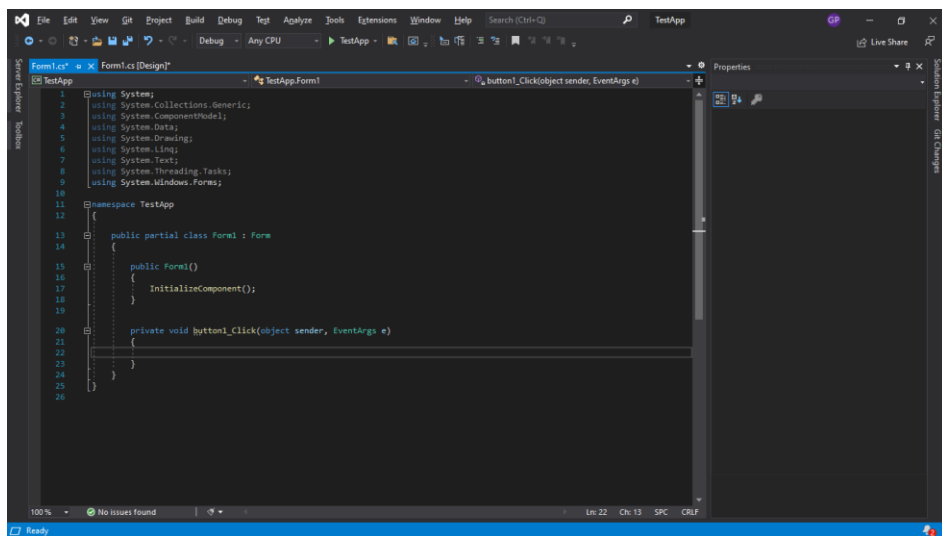 File Edit View Git Project Build Debug Test Analyze Tools Extensions Window Help Search (Ctrl+Q) TestApp GP
Debug Any CPU TestApp Live Share
Form1.cs* Form1.cs [Design]* Properties
TestApp TestApp.Form1 button1_Click(object sender, EventArgs e)
Server Explorer
Toolbox
Solution Explorer
Git Changes
1 using System;
2 using System.Collections.Generic;
3 using System.ComponentModel;
4 using System.Data;
5 using System.Drawing;
6 using System.Linq;
7 using System.Text;
8 using System.Threading.Tasks;
9 using System.Windows.Forms;
10
11 namespace TestApp
12 {
13 public partial class Form1 : Form
14 {
15 public Form1()
16 {
17 InitializeComponent();
18 }
19
20 private void button1_Click(object sender, EventArgs e)
21 {
22
23 }
24 }
25 }
26
100 % No issues found Ln: 22 Ch: 13 SPC CRLF
Ready 2